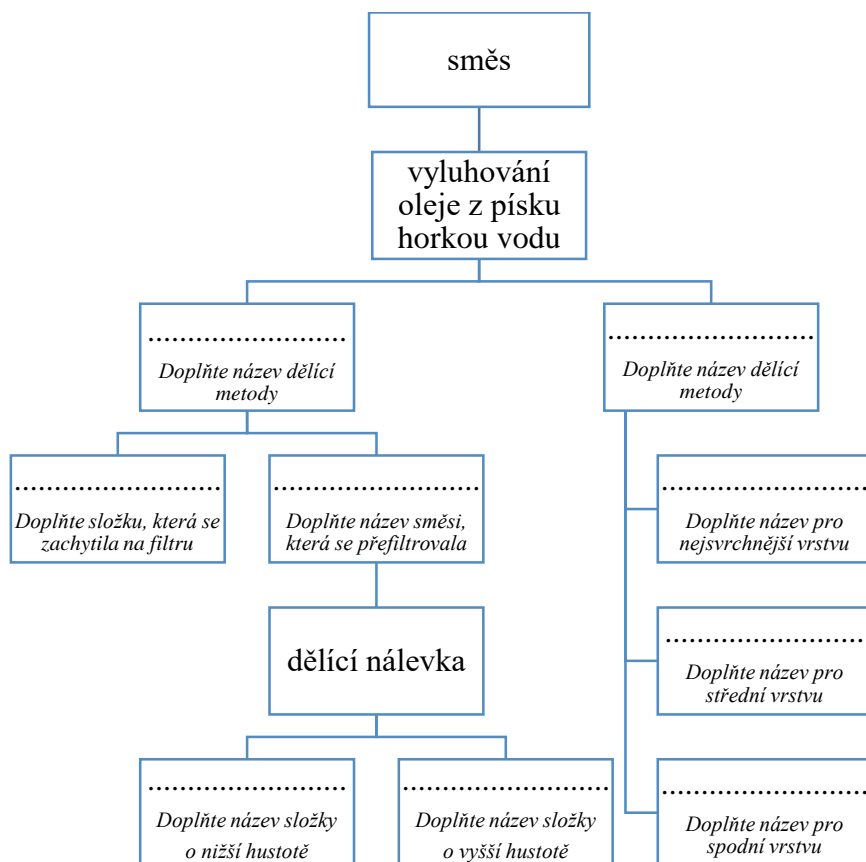 směs
vyluhování
oleje z písku
horkou vodu
...........................
Doplňte název dělící
metody
............................
Doplňte název dělící
metody
............................
Doplňte složku, která se
zachytila na filtru
............................
Doplňte název směsi,
která se přefiltrovala
............................
Doplňte název pro
nejsvrchnější vrstvu
dělící nálevka
............................
Doplňte název pro
střední vrstvu
............................
Doplňte název složky
o nižší hustotě
............................
Doplňte název složky
o vyšší hustotě
............................
Doplňte název pro
spodní vrstvu